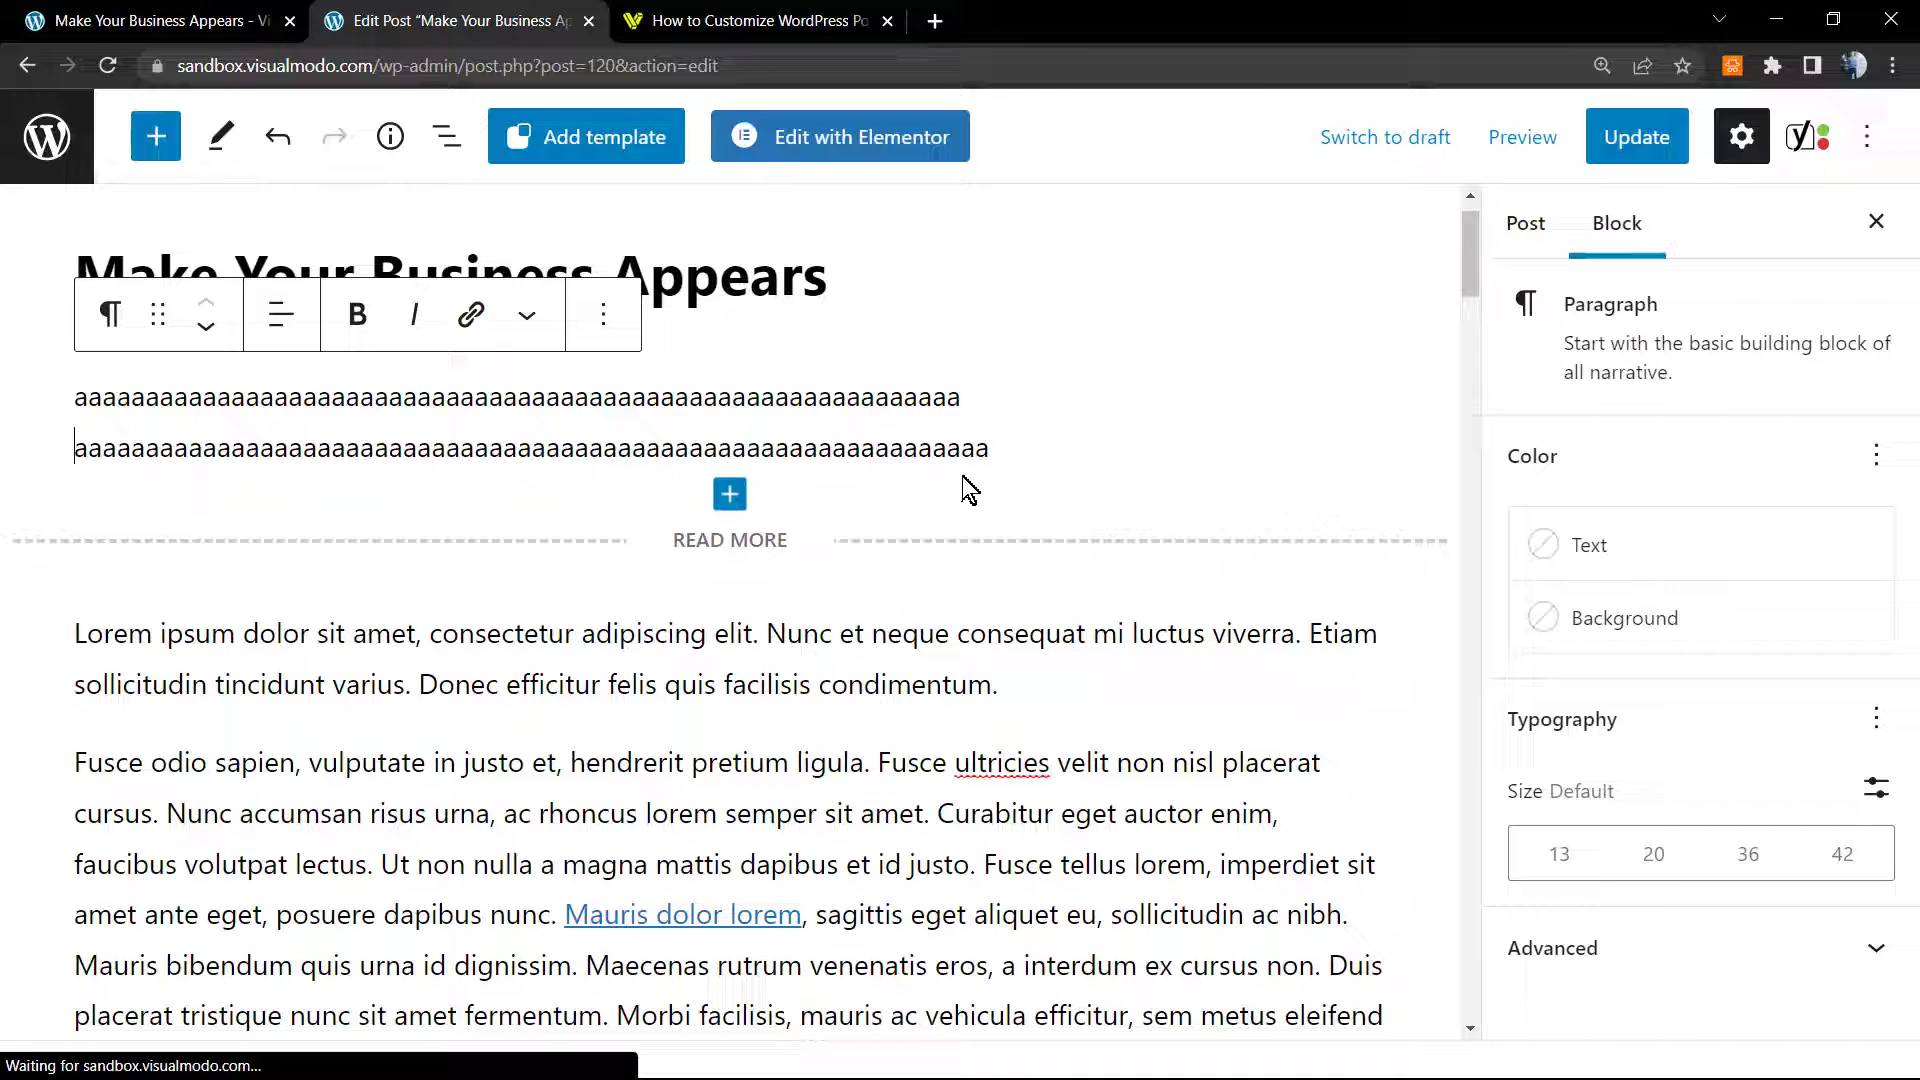 Make Your Business Appears - Vi
Edit Post “Make Your Business Ap
How to Customize WordPress Po
sandbox.visualmodo.com/wp-admin/post.php?post=120&action=edit
Add template
Edit with Elementor
Switch to draft
Preview
Update
Make Your Business Appears
B I
aaaaaaaaaaaaaaaaaaaaaaaaaaaaaaaaaaaaaaaaaaaaaaaaaaaaaaaaaaaaaa
aaaaaaaaaaaaaaaaaaaaaaaaaaaaaaaaaaaaaaaaaaaaaaaaaaaaaaaaaaaaaaaa
READ MORE
Lorem ipsum dolor sit amet, consectetur adipiscing elit. Nunc et neque consequat mi luctus viverra. Etiam
sollicitudin tincidunt varius. Donec efficitur felis quis facilisis condimentum.
Fusce odio sapien, vulputate in justo et, hendrerit pretium ligula. Fusce ultricies velit non nisl placerat
cursus. Nunc accumsan risus urna, ac rhoncus lorem semper sit amet. Curabitur eget auctor enim,
faucibus volutpat lectus. Ut non nulla a magna mattis dapibus et id justo. Fusce tellus lorem, imperdiet sit
amet ante eget, posuere dapibus nunc. Mauris dolor lorem, sagittis eget aliquet eu, sollicitudin ac nibh.
Mauris bibendum quis urna id dignissim. Maecenas rutrum venenatis eros, a interdum ex cursus non. Duis
placerat tristique nunc sit amet fermentum. Morbi facilisis, mauris ac vehicula efficitur, sem metus eleifend
Post
Block
Paragraph
Start with the basic building block of
all narrative.
Color
Text
Background
Typography
Size Default
13 20 36 42
Advanced
Waiting for sandbox.visualmodo.com...